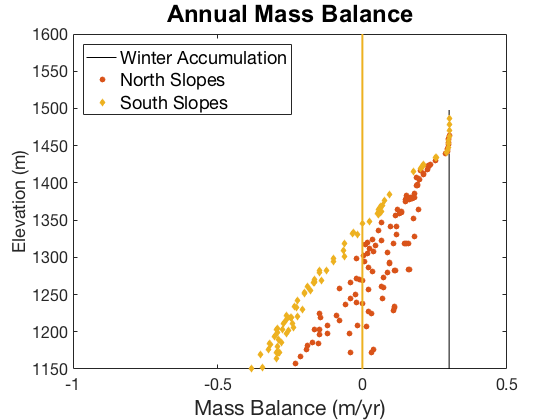 Annual Mass Balance
Winter Accumulation
North Slopes
South Slopes
Elevation (m)
1600
1550
1500
1450
1400
1350
1300
1250
1200
1150
-1
-0.5
0
0.5
Mass Balance (m/yr)